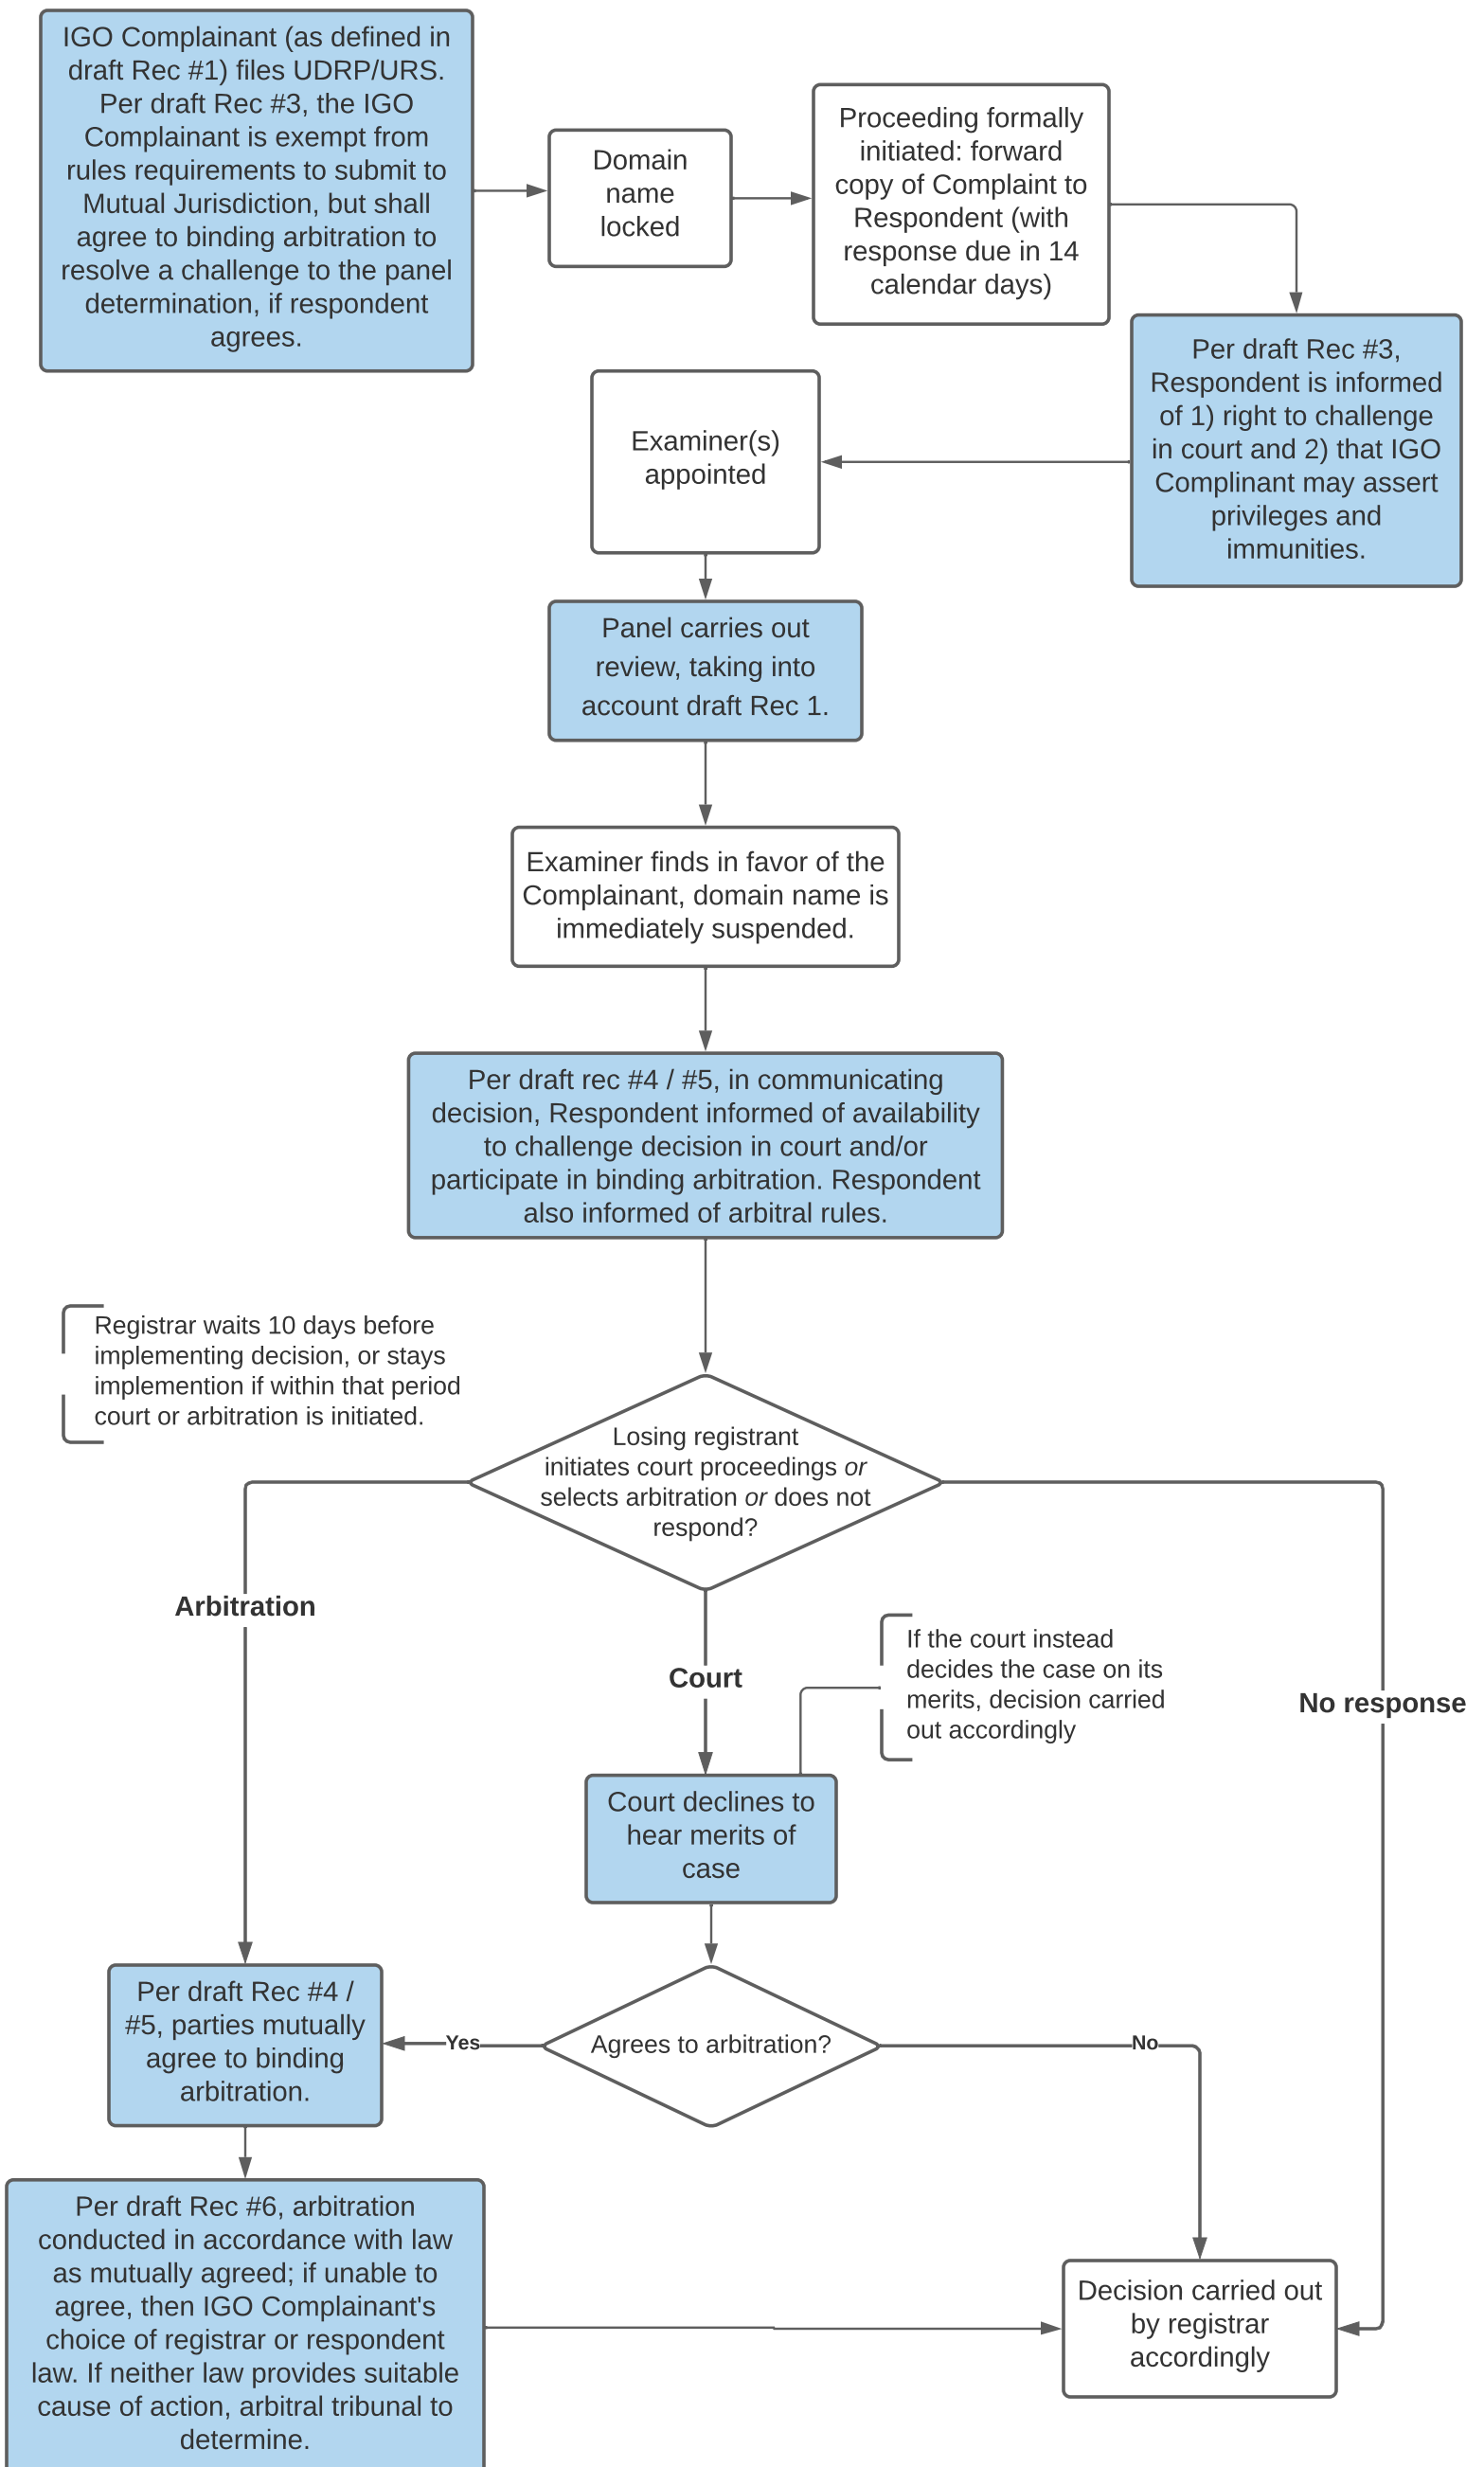 IGO Complainant (as defined in
draft Rec #1) files UDRP/URS.
Per draft Rec #3, the IGO
Complainant is exempt from
rules requirements to submit to
Mutual Jurisdiction, but shall
agree to binding arbitration to
resolve a challenge to the panel
determination, if respondent
agrees.
Domain
name
locked
Proceeding formally
initiated: forward
copy of Complaint to
Respondent (with
response due in 14
calendar days)
Per draft Rec #3,
Respondent is informed
of 1) right to challenge
in court and 2) that IGO
Complinant may assert
privileges and
immunities.
Examiner(s)
appointed
Panel carries out
review, taking into
account draft Rec 1.
Examiner finds in favor of the
Complainant, domain name is
immediately suspended.
Per draft rec #4 / #5, in communicating
decision, Respondent informed of availability
to challenge decision in court and/or
participate in binding arbitration. Respondent
also informed of arbitral rules.
Registrar waits 10 days before
implementing decision, or stays
implemention if within that period
court or arbitration is initiated.
Losing registrant
initiates court proceedings or
selects arbitration or does not
respond?
Arbitration
Court
No response
If the court instead
decides the case on its
merits, decision carried
out accordingly
Court declines to
hear merits of
case
Agrees to arbitration?
Yes
No
Per draft Rec #4 /
#5, parties mutually
agree to binding
arbitration.
Per draft Rec #6, arbitration
conducted in accordance with law
as mutually agreed; if unable to
agree, then IGO Complainant's
choice of registrar or respondent
law. If neither law provides suitable
cause of action, arbitral tribunal to
determine.
Decision carried out
by registrar
accordingly